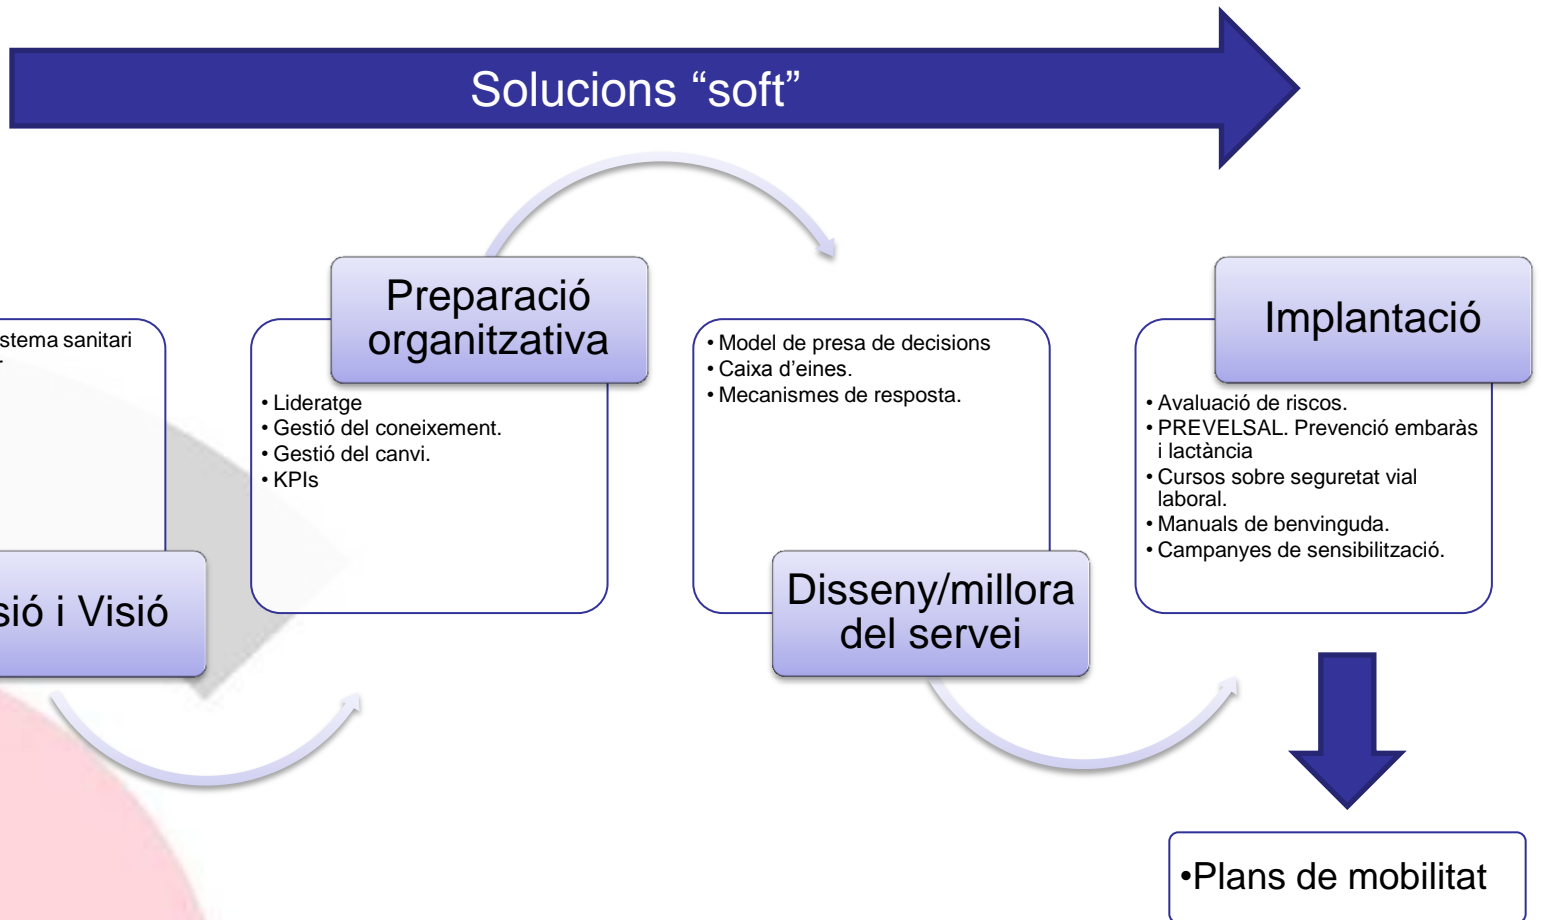 Solucions “soft”
sistema sanitari
sió i Visió
Preparació
organitzativa
• Lideratge
• Gestió del coneixement.
• Gestió del canvi.
• KPIs
• Model de presa de decisions
• Caixa d’eines.
• Mecanismes de resposta.
Disseny/millora
del servei
Implantació
• Avaluació de riscos.
• PREVELSAL. Prevenció embaràs
i lactància
• Cursos sobre seguretat vial
laboral.
• Manuals de benvinguda.
• Campanyes de sensibilització.
•Plans de mobilitat